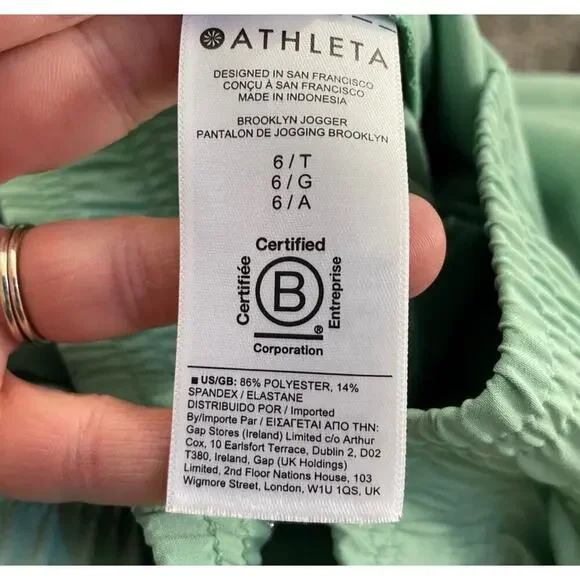 ATHLETA
DESIGNED IN SAN FRANCISCO
CONÇU À SAN FRANCISCO
MADE IN INDONESIA
BROOKLYN JOGGER
PANTALON DE JOGGING BROOKLYN
6 / T
6 / G
6 / A
Certified
Certifiée
B
®
Entreprise
Corporation
■ US/GB: 86% POLYESTER, 14%
SPANDEX / ELASTANE
DISTRIBUIDO POR / Imported
By/Importe Par / ΕΙΣΑΓΕΤΑΙ ΑΠΟ ΤΗΝ:
Gap Stores (Ireland) Limited c/o Arthur
Cox, 10 Earlsfort Terrace, Dublin 2, D02
T380, Ireland, Gap (UK Holdings)
Limited, 2nd Floor Nations House, 103
Wigmore Street, London, W1U 1QS, UK